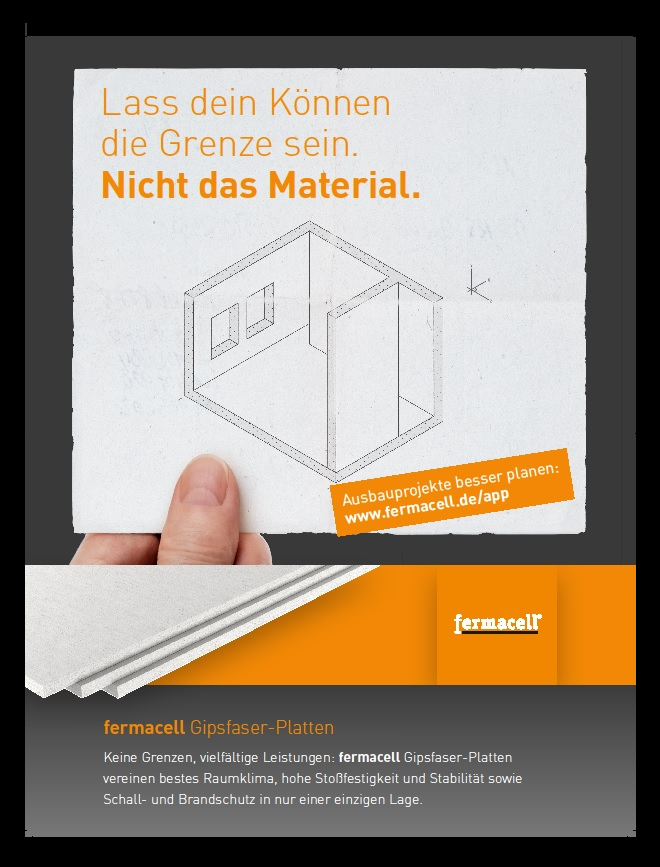 Lass dein Können
die Grenze sein.
Nicht das Material.
Ausbauprojekte besser planen:
www.fermacell.de/app
fermacell
fermacell Gipsfaser-Platten
Keine Grenzen, vielfältige Leistungen: fermacell Gipsfaser-Platten
vereinen bestes Raumklima, hohe Stoßfestigkeit und Stabilität sowie
Schall- und Brandschutz in nur einer einzigen Lage.